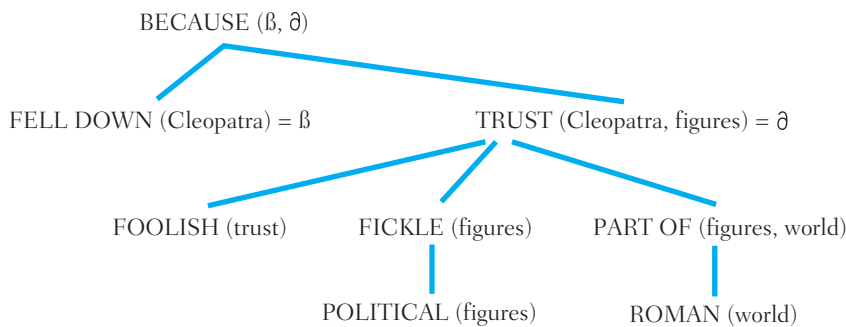 BECAUSE (ß, ∂)
FELL DOWN (Cleopatra) = ß
TRUST (Cleopatra, figures) = ∂
FOOLISH (trust)
FICKLE (figures)
PART OF (figures, world)
POLITICAL (figures)
ROMAN (world)